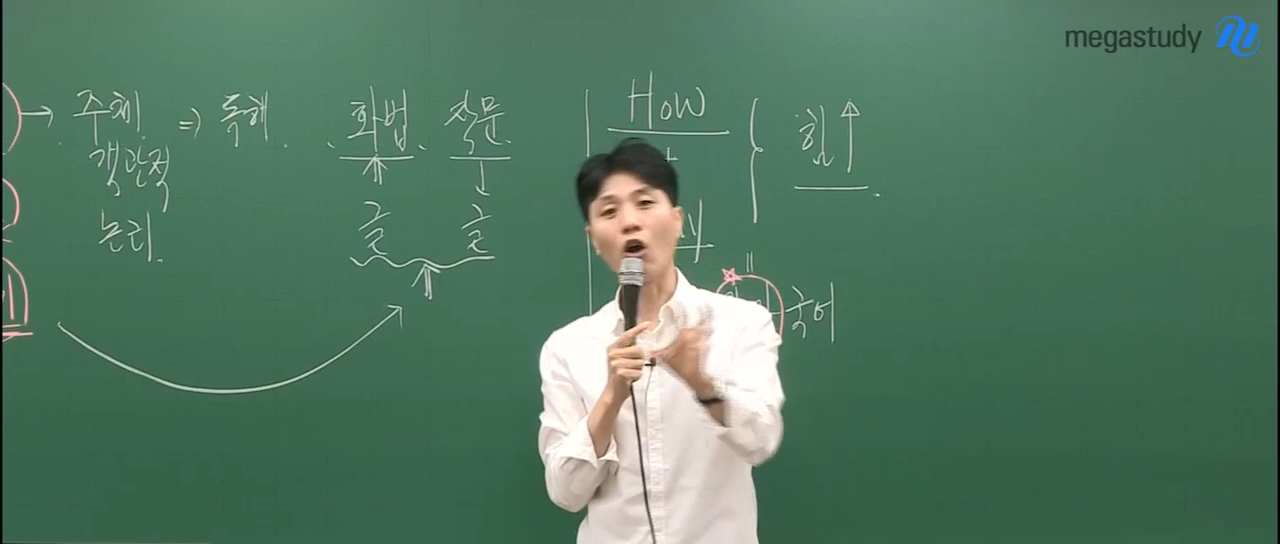 megastudy
→ 주체 ⇒ 독해. 화법. 작문.
객관적
논리.
글 글
How
+
힘↑
국어